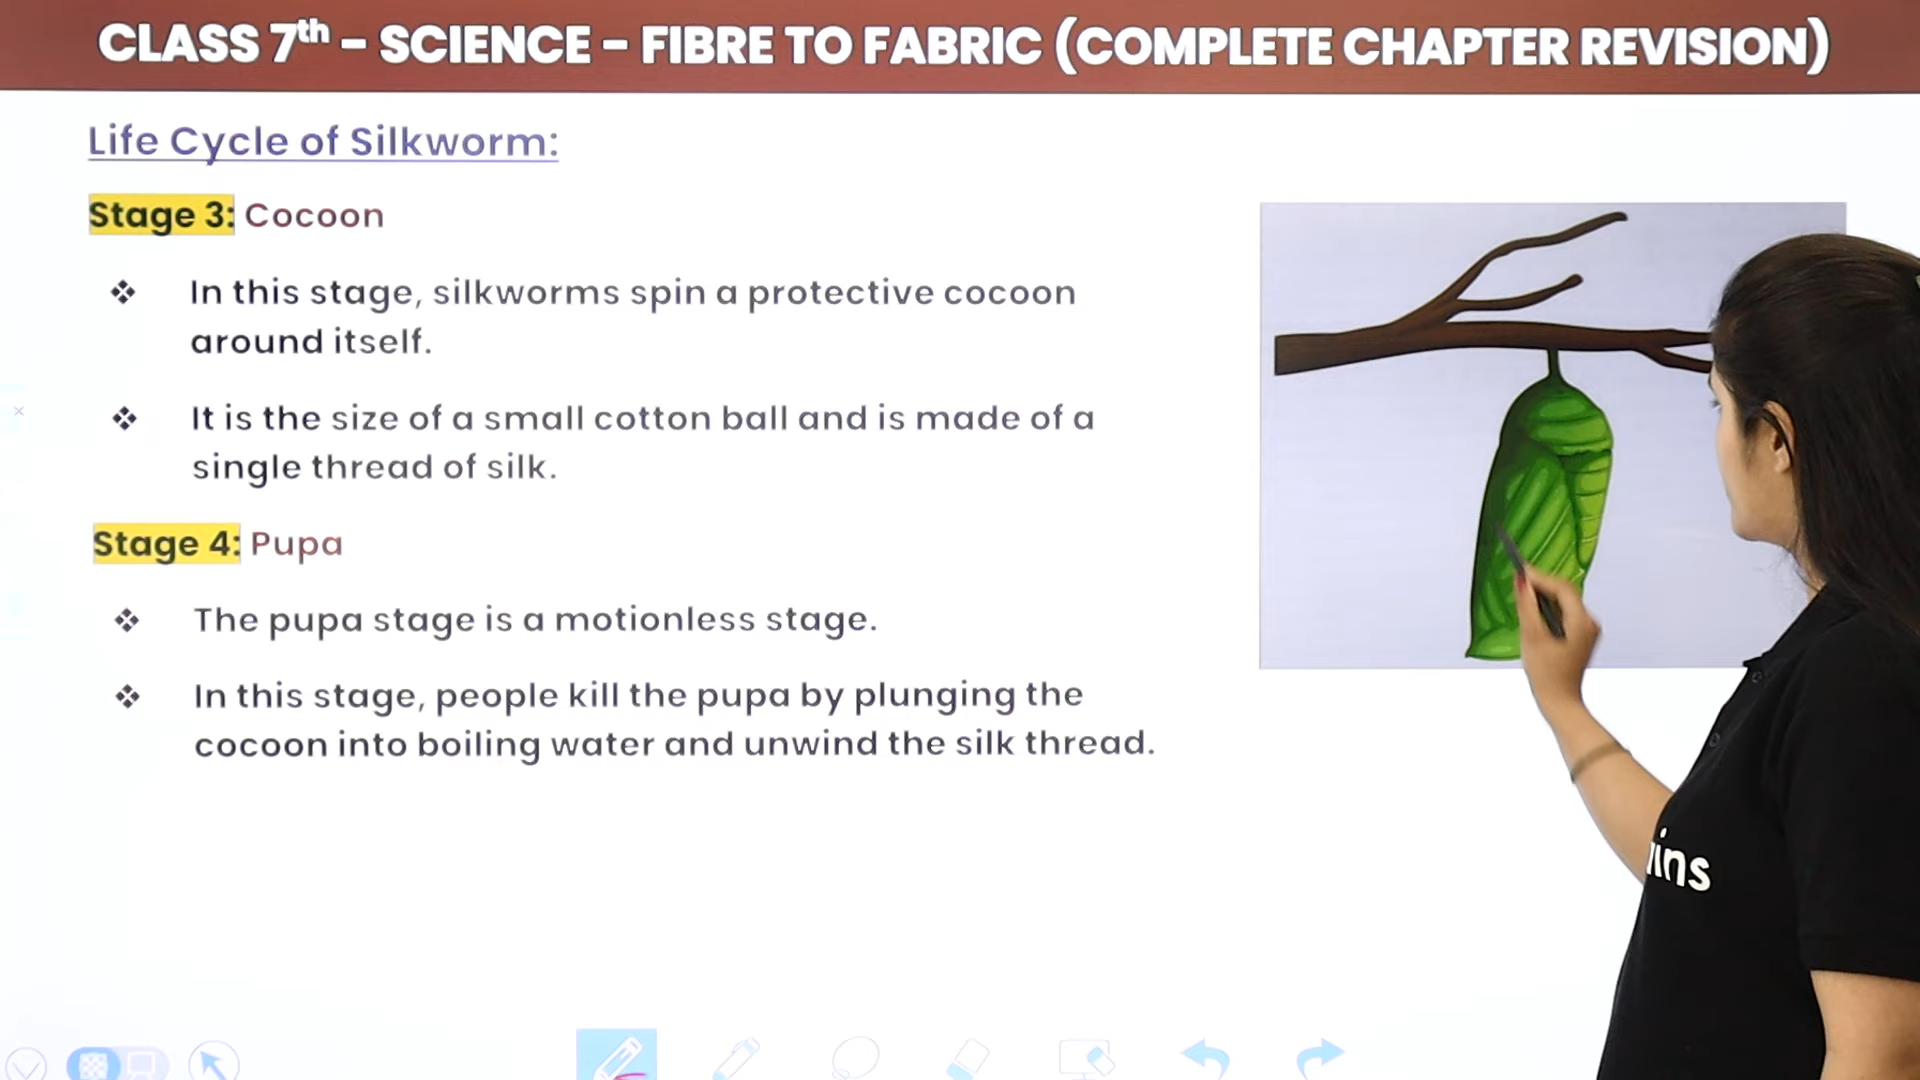 CLASS 7th - SCIENCE - FIBRE TO FABRIC (COMPLETE CHAPTER REVISION)
Life Cycle of Silkworm:
Stage 3: Cocoon
❖ In this stage, silkworms spin a protective cocoon
around itself.
❖ It is the size of a small cotton ball and is made of a
single thread of silk.
Stage 4: Pupa
❖ The pupa stage is a motionless stage.
❖ In this stage, people kill the pupa by plunging the
cocoon into boiling water and unwind the silk thread.